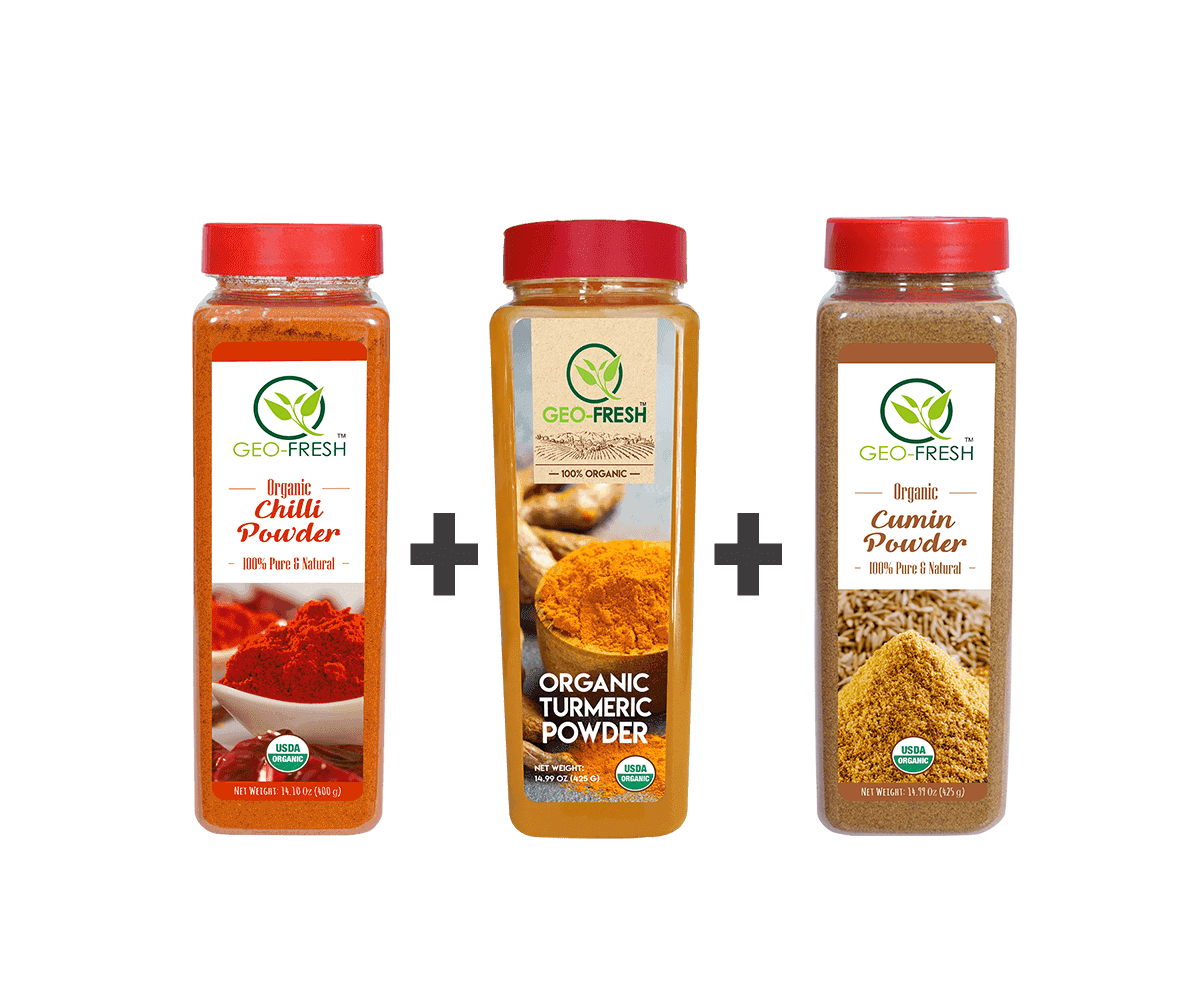 GEO-FRESH TM
Organic
Chilli
Powder
100% Pure & Natural
USDA
ORGANIC
NET WEIGHT: 14.10 Oz (400 g)
+
GEO-FRESH TM
100% ORGANIC
ORGANIC
TURMERIC
POWDER
NET WEIGHT:
14.99 OZ (425 G)
USDA
ORGANIC
+
GEO-FRESH TM
Organic
Cumin
Powder
100% Pure & Natural
USDA
ORGANIC
NET WEIGHT: 14.99 Oz (425 g)